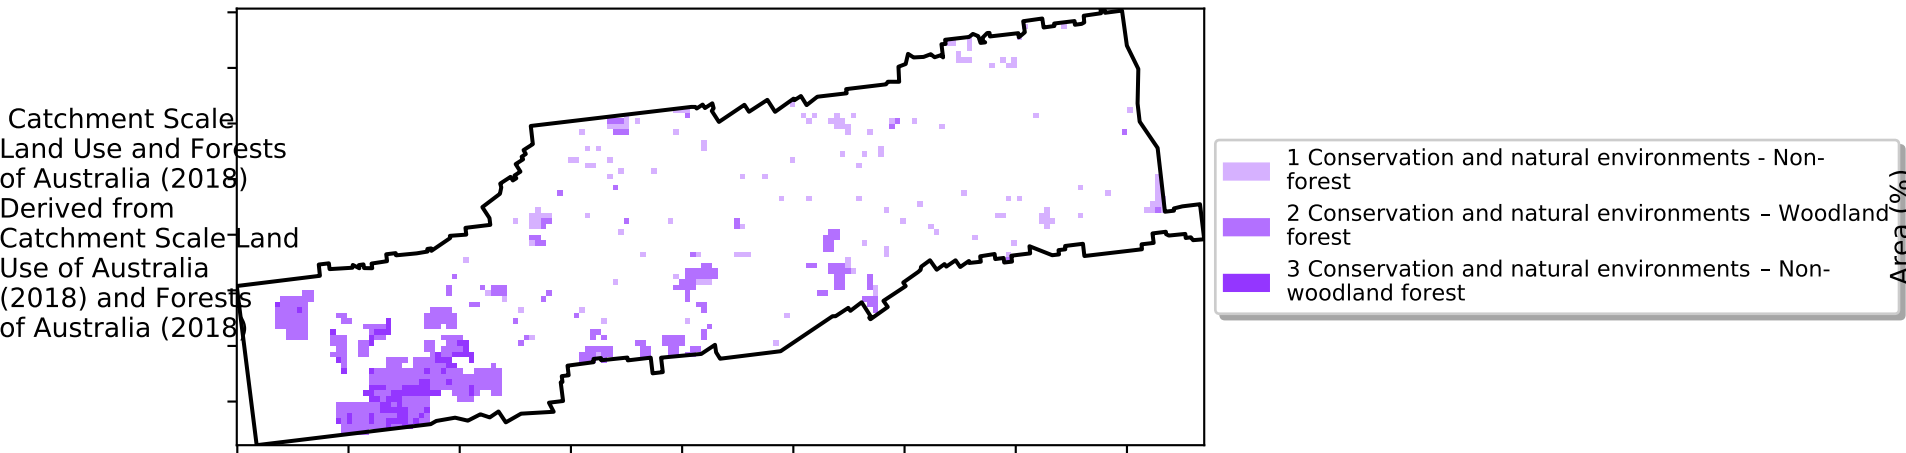 Catchment Scale
Land Use and Forests
of Australia (2018)
Derived from
Catchment Scale Land
Use of Australia
(2018) and Forests
of Australia (2018)
1 Conservation and natural environments - Non-
forest
2 Conservation and natural environments – Woodland
forest
3 Conservation and natural environments – Non-
woodland forest
Area (%)